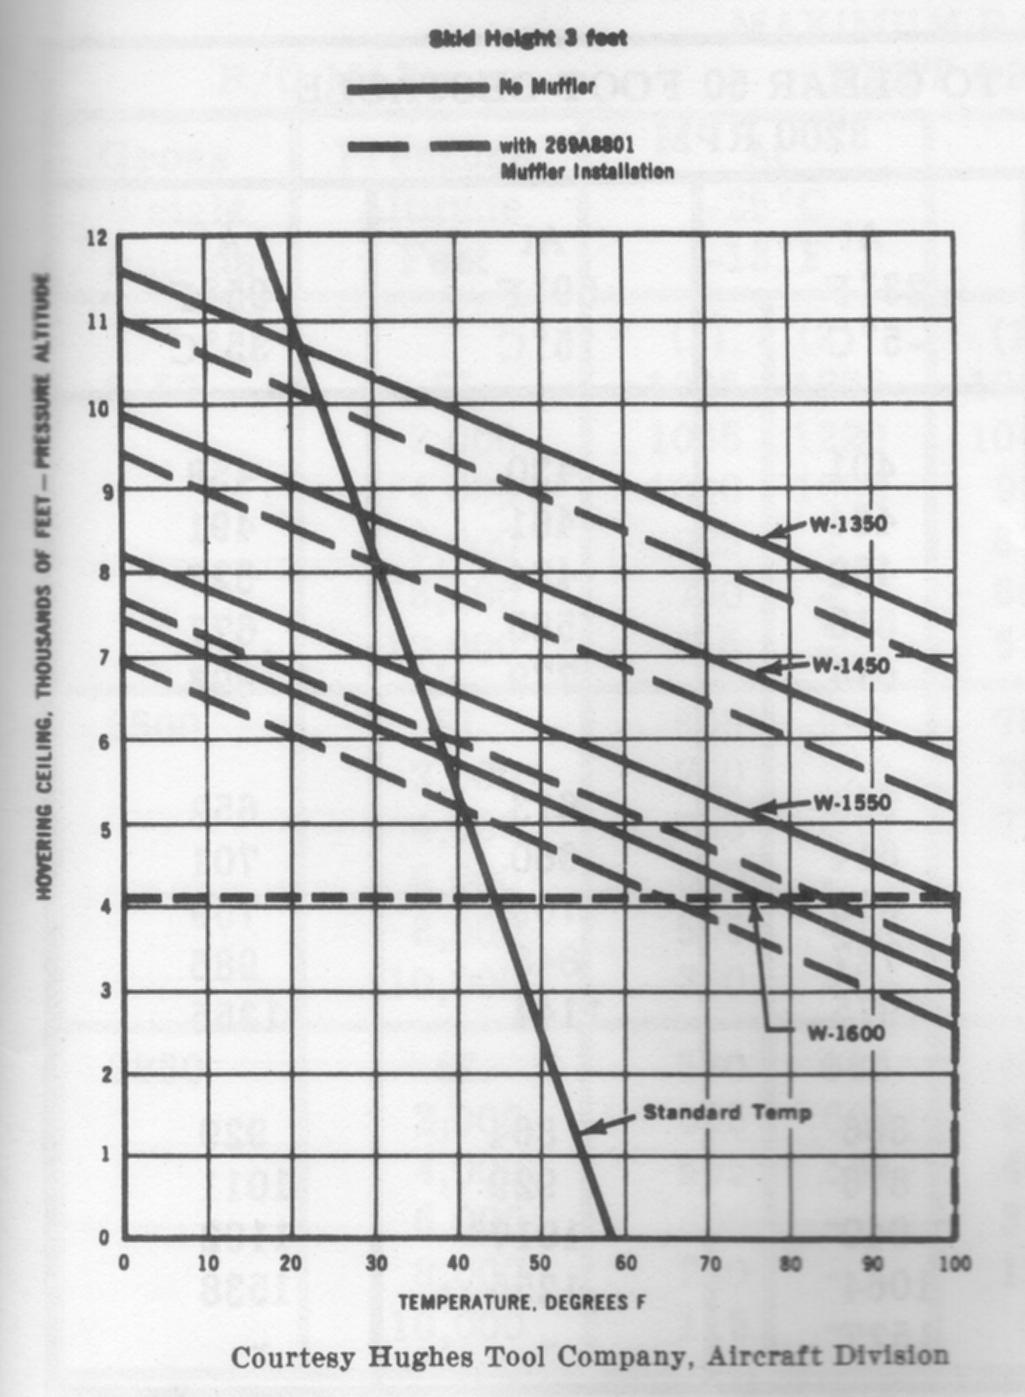 Skid Height 3 feet
No Muffler
with 269A8801
Muffler Installation
HOVERING CEILING, THOUSANDS OF FEET — PRESSURE ALTITUDE
12
11
10
9
8
7
6
5
4
3
2
1
0
W-1350
W-1450
W-1550
W-1600
Standard Temp
0 10 20 30 40 50 60 70 80 90 100
TEMPERATURE, DEGREES F
Courtesy Hughes Tool Company, Aircraft Division